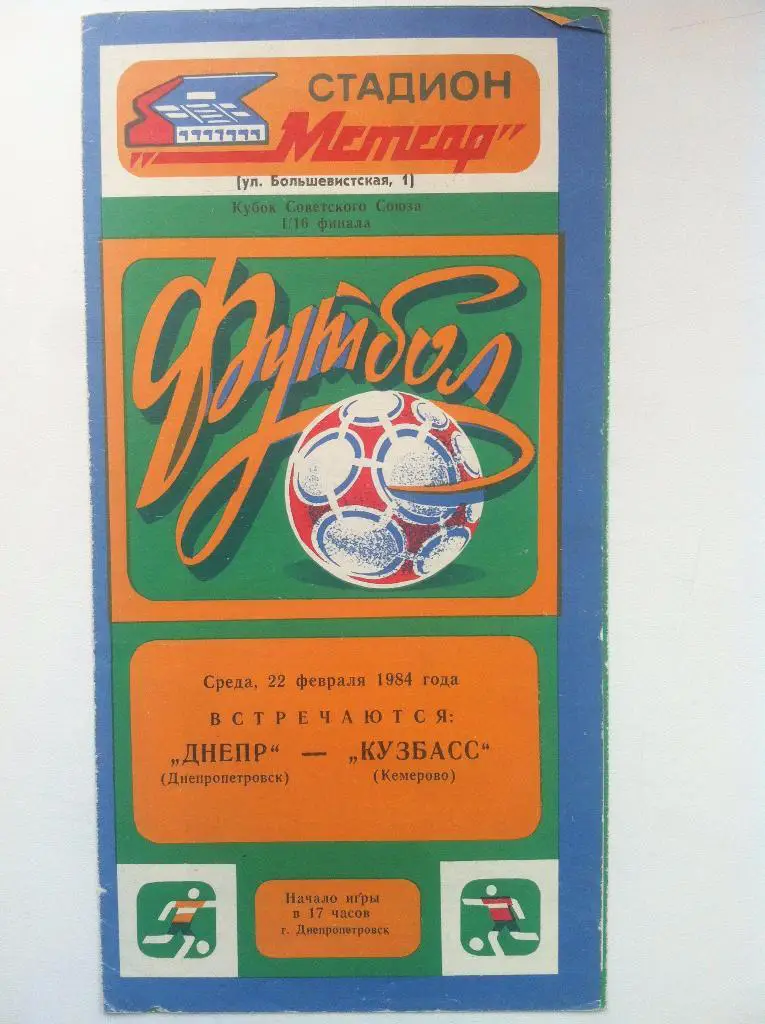 СТАДИОН
„Метеор"
(ул. Большевистская, 1)
Кубок Советского Союза
1/16 финала
Футбол
Среда, 22 февраля 1984 года
ВСТРЕЧАЮТСЯ:
„ДНЕПР“ — „КУЗБАСС“
(Днепропетровск) (Кемерово)
Начало игры
в 17 часов
г. Днепропетровск